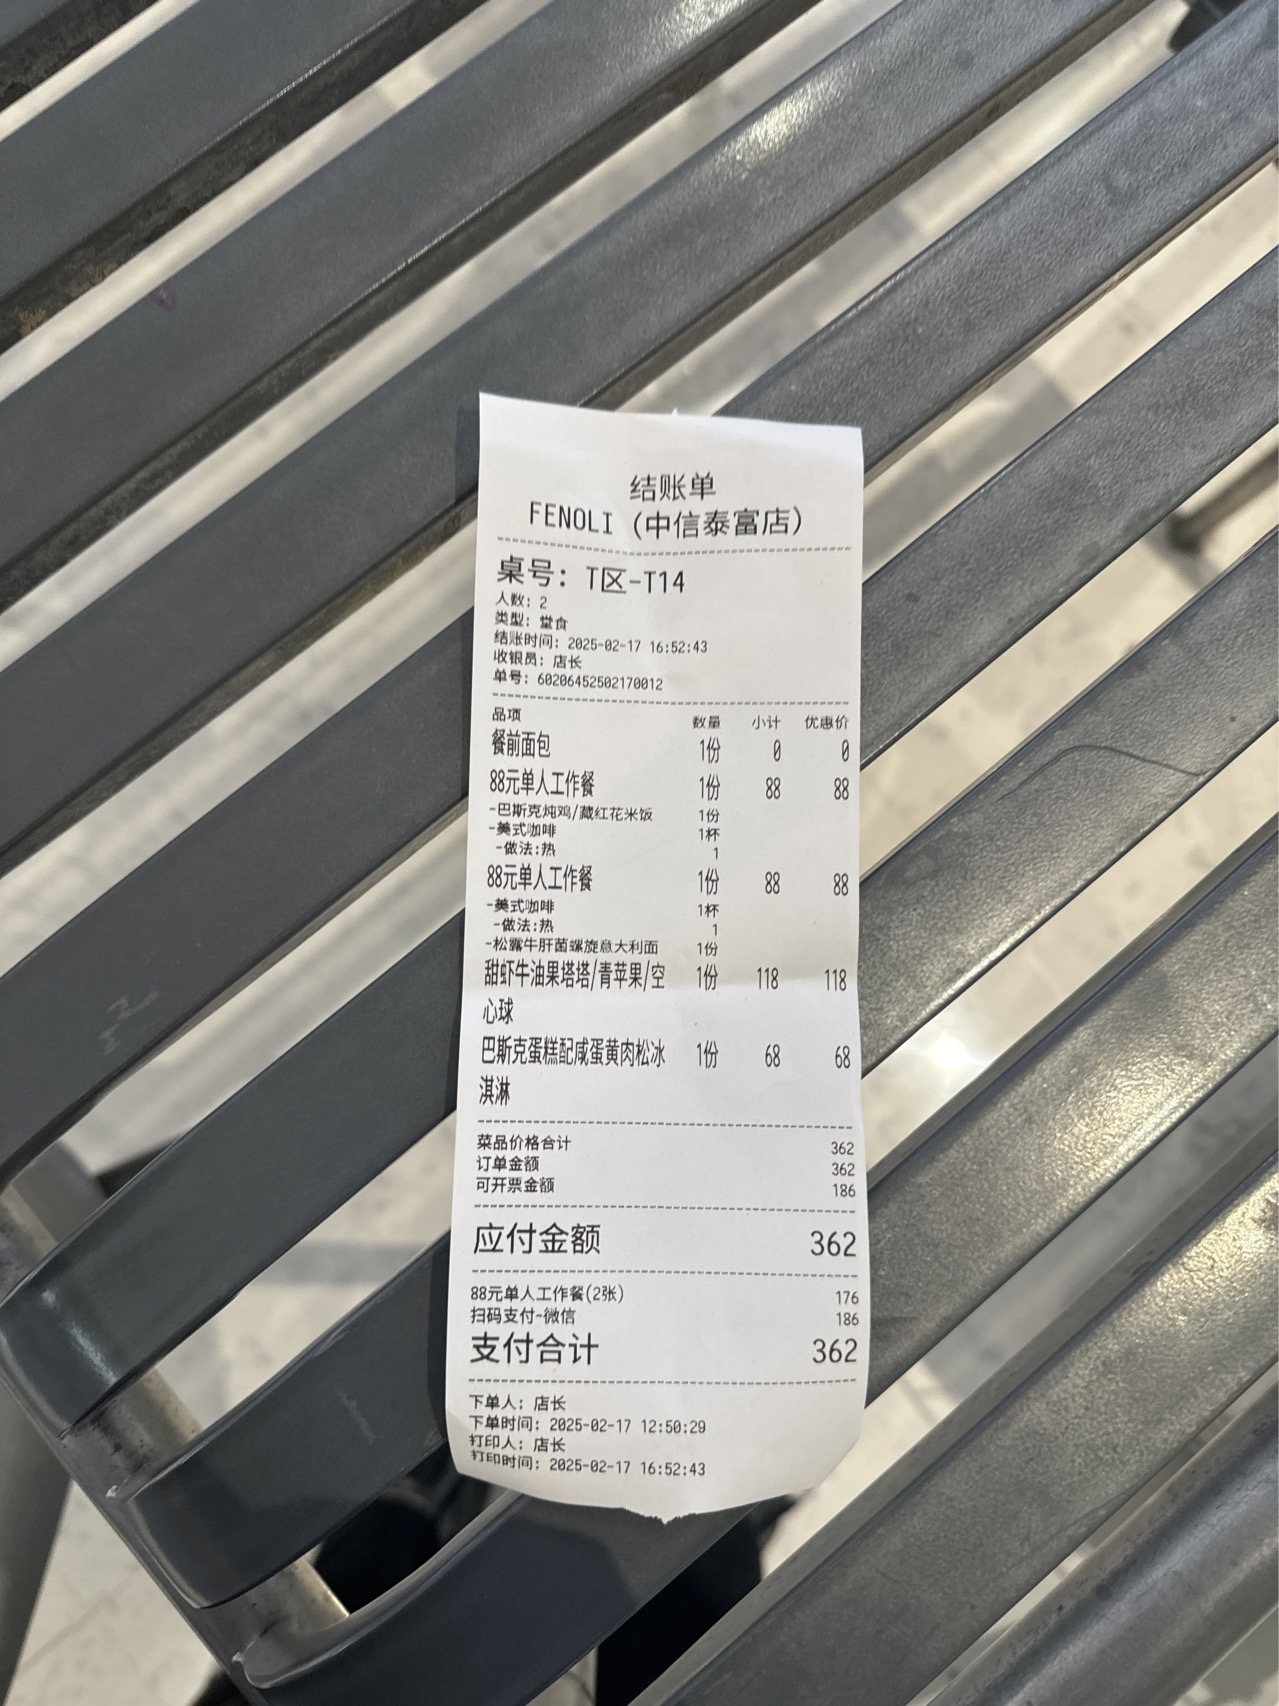 结账单
FENOLI (中信泰富店)
桌号: T区-T14
人数: 2
类型: 堂食
结账时间: 2025-02-17 16:52:43
收银员: 店长
单号: 60206452502170012
品项 数量 小计 优惠价
餐前面包 1份 0 0
88元单人工作餐 1份 88 88
-巴斯克炖鸡/藏红花米饭 1份
-美式咖啡 1杯
-做法:热 1
88元单人工作餐 1份 88 88
-美式咖啡 1杯
-做法:热 1
-松露牛肝菌螺旋意大利面 1份
甜虾牛油果塔塔/青苹果/空 1份 118 118
心球
巴斯克蛋糕配咸蛋黄肉松冰 1份 68 68
淇淋
菜品价格合计 362
订单金额 362
可开票金额 186
应付金额 362
88元单人工作餐(2张) 176
扫码支付-微信 186
支付合计 362
下单人: 店长
下单时间: 2025-02-17 12:50:29
打印人: 店长
打印时间: 2025-02-17 16:52:43